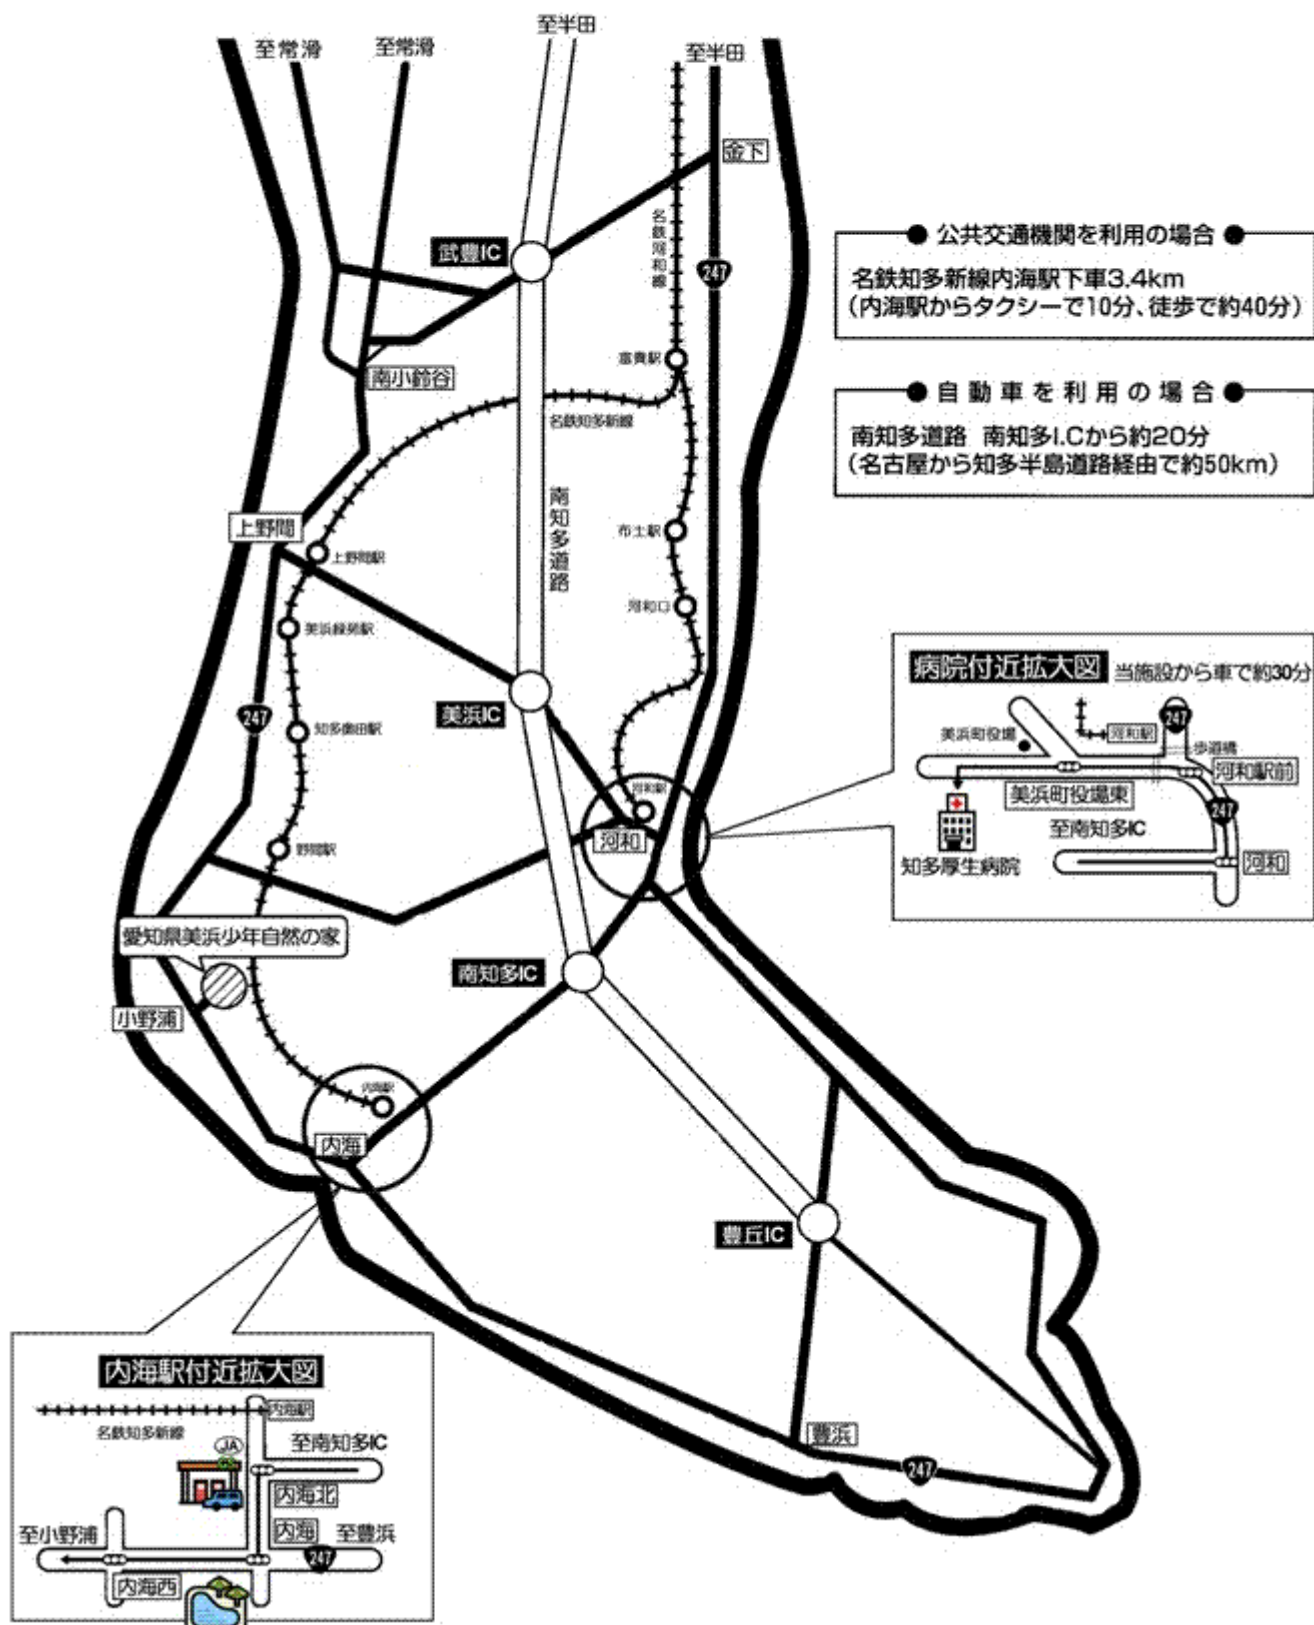 至半田
至常滑
至常滑
至半田
金下
名鉄河和線
武豊IC
247
公共交通機関を利用の場合
名鉄知多新線内海駅下車3.4km
(内海駅からタクシーで10分、徒歩で約40分)
富貴駅
南小鈴谷
自動車を利用の場合
名鉄知多新線
南知多道路 南知多I.Cから約20分
(名古屋から知多半島道路経由で約50km)
南知多道路
上野間
布土駅
上野間駅
河和口
美浜緑苑駅
病院付近拡大図 当施設から車で約30分
美浜IC
247
知多奥田駅
美浜町役場
河和駅
247
歩道橋
河和駅前
美浜町役場東
河和駅
247
至南知多IC
河和
野間駅
知多厚生病院
河和
愛知県美浜少年自然の家
南知多IC
小野浦
内海駅
内海
豊丘IC
内海駅付近拡大図
内海駅
名鉄知多新線
豊浜
至南知多IC
JA
GS
247
内海北
至小野浦
内海
至豊浜
247
内海西